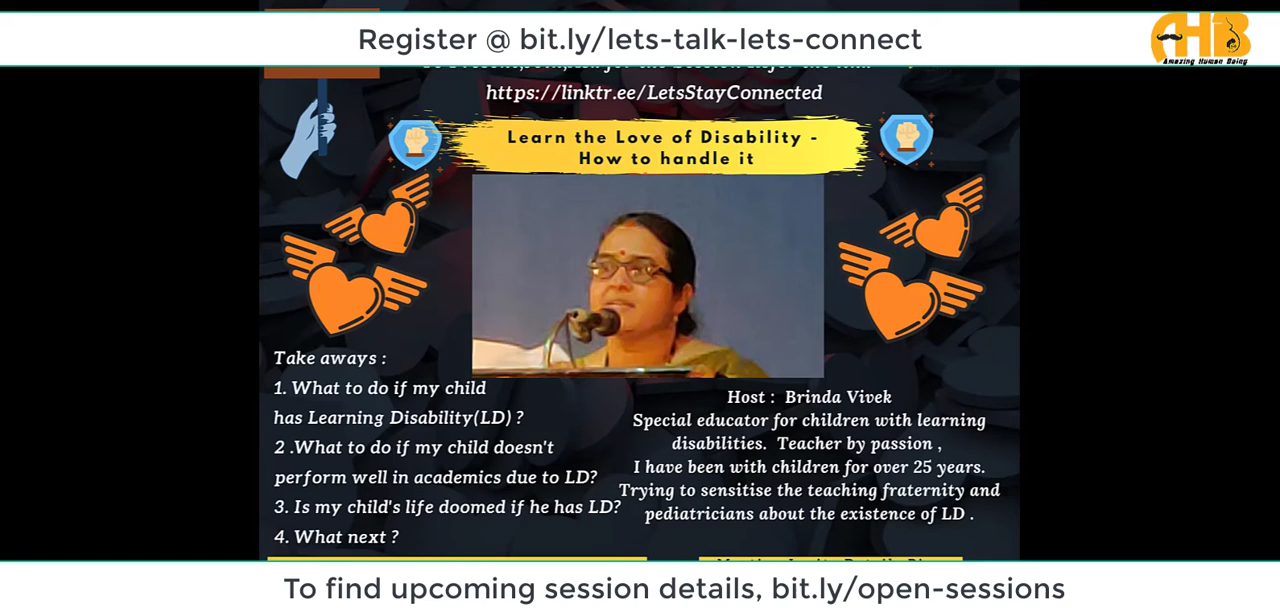 Register @ bit.ly/lets-talk-lets-connect
AHB
Amazing Human Being
https://linktr.ee/LetsStayConnected
Learn the Love of Disability -
How to handle it
Take aways :
1. What to do if my child
has Learning Disability(LD) ?
2 .What to do if my child doesn't
perform well in academics due to LD?
3. Is my child's life doomed if he has LD?
4. What next ?
Host : Brinda Vivek
Special educator for children with learning
disabilities. Teacher by passion ,
I have been with children for over 25 years.
Trying to sensitise the teaching fraternity and
pediatricians about the existence of LD .
To find upcoming session details, bit.ly/open-sessions